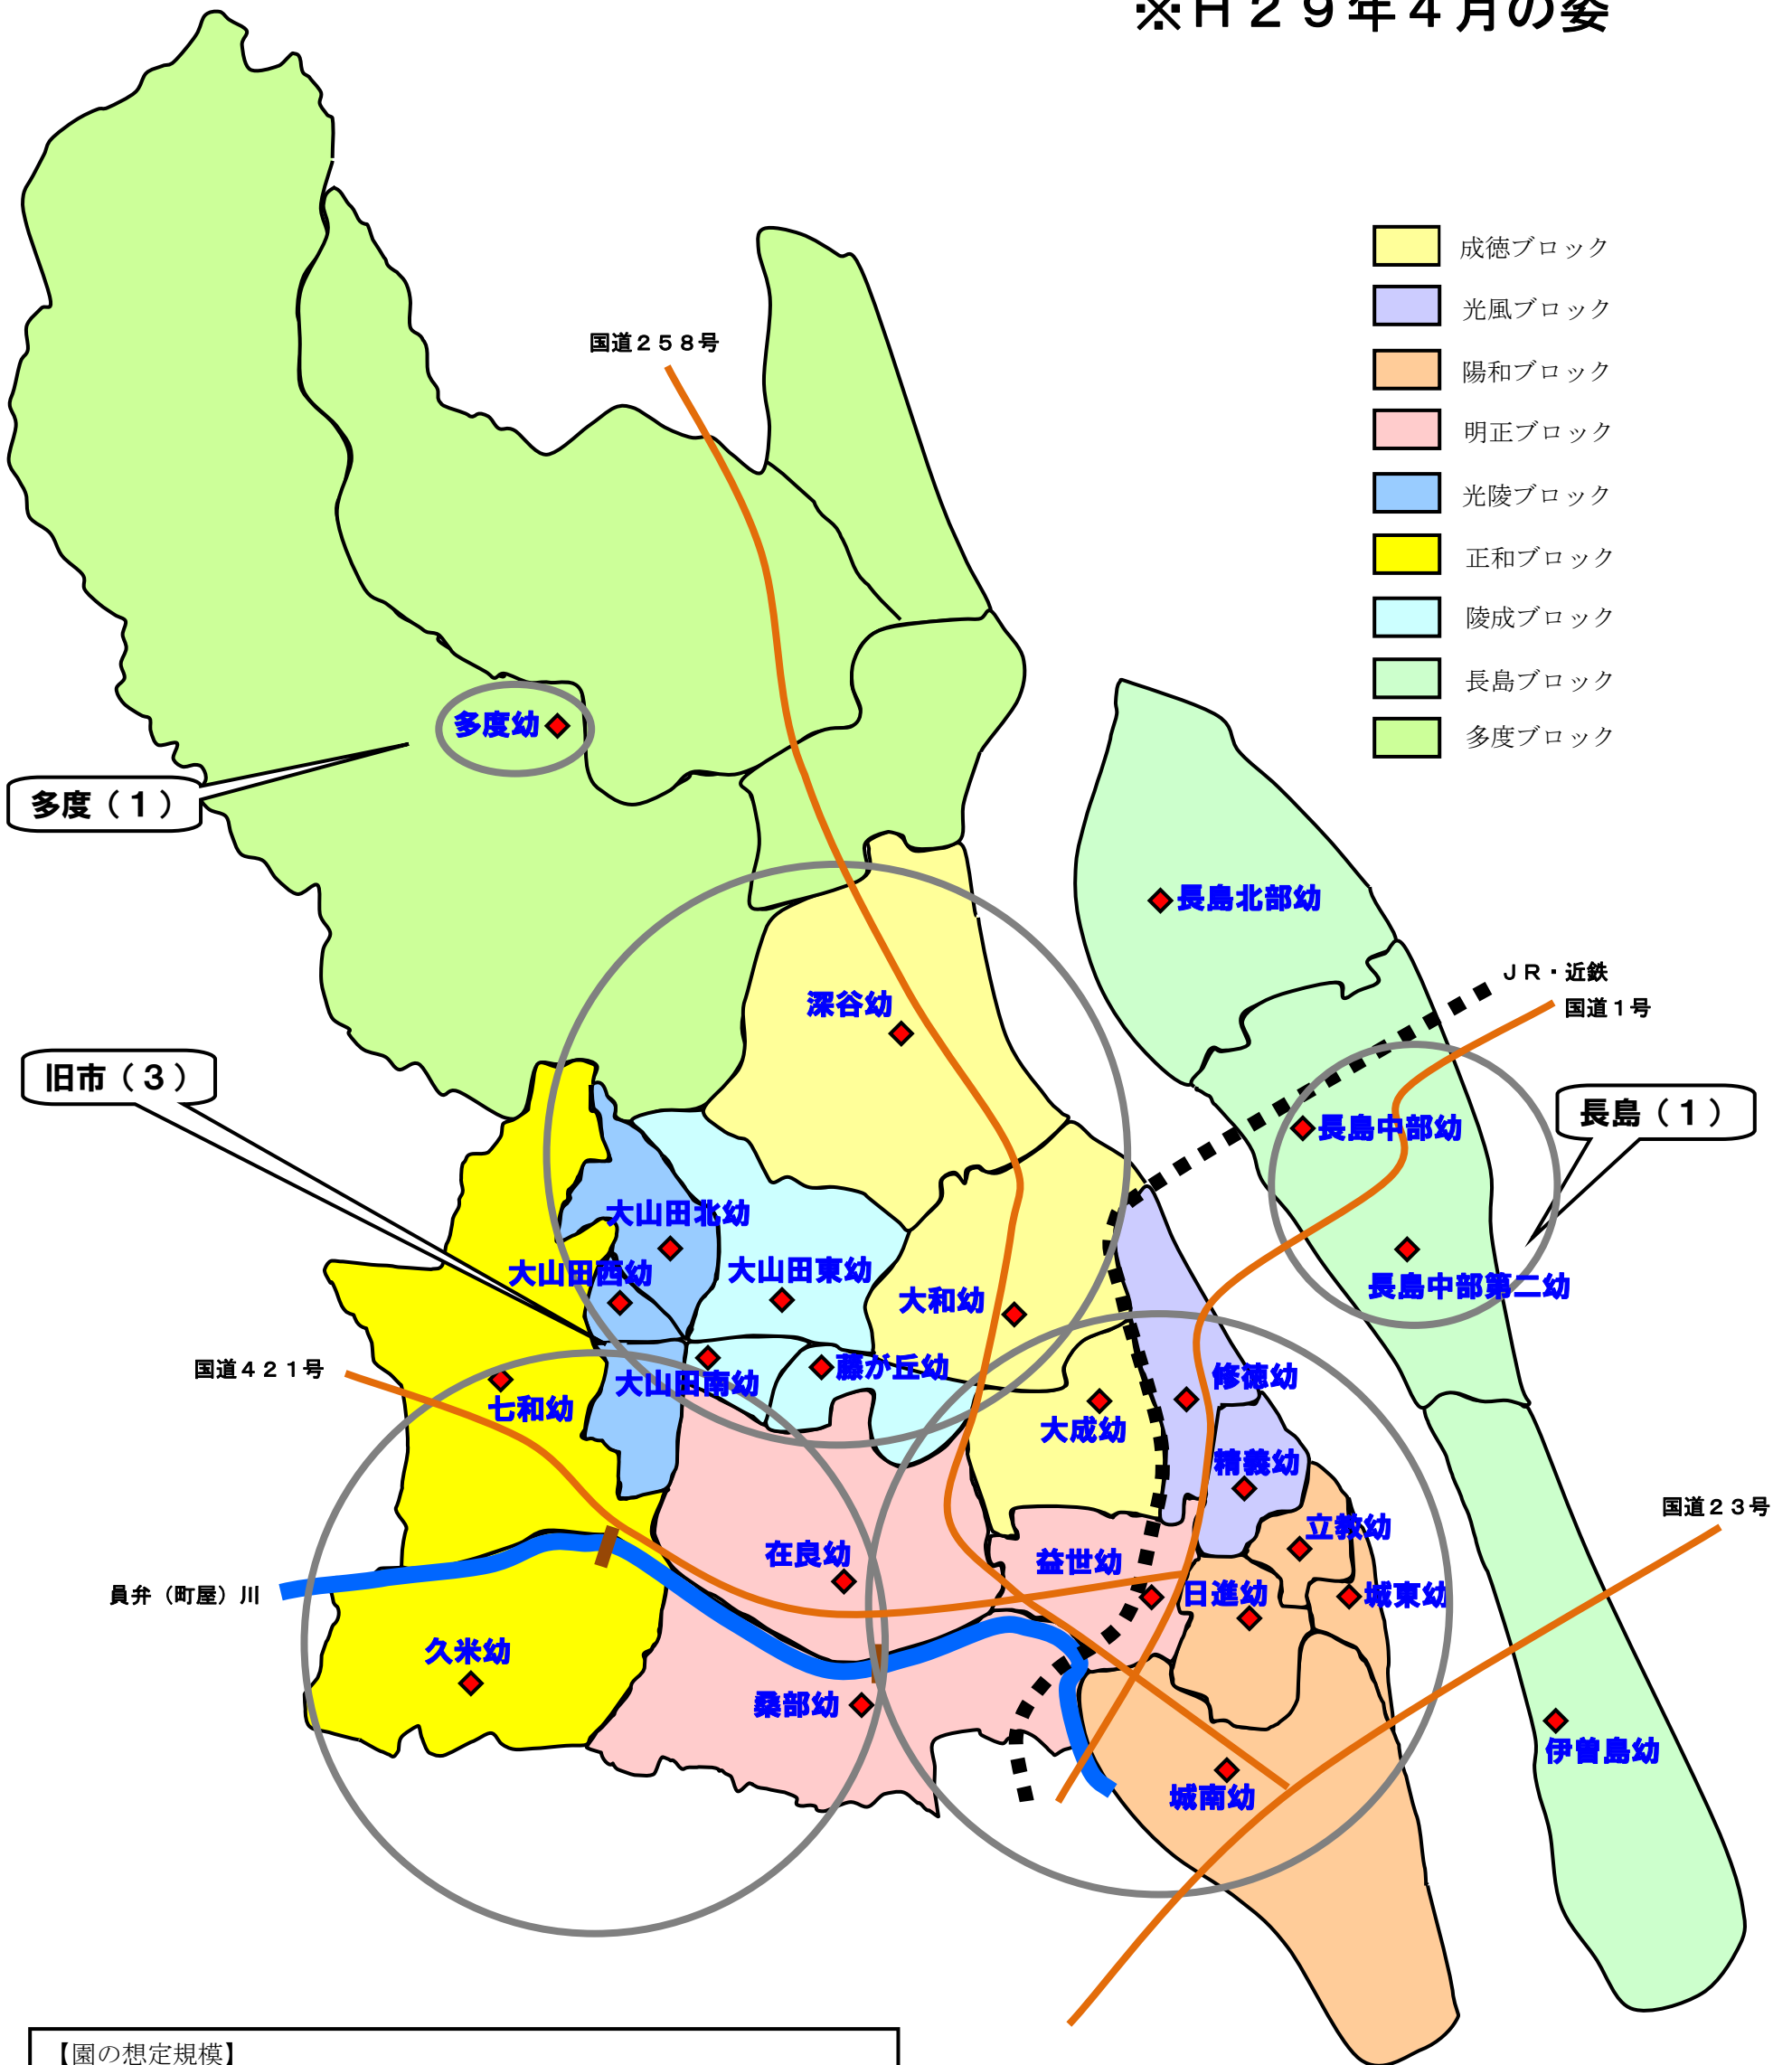 ※Ｈ２９年４月の姿
成徳ブロック
光風ブロック
陽和ブロック
明正ブロック
光陵ブロック
正和ブロック
陵成ブロック
長島ブロック
多度ブロック
国道２５８号
多度幼
多度（１）
長島北部幼
ＪＲ・近鉄
国道１号
深谷幼
旧市（３）
長島（１）
長島中部幼
大山田北幼
大山田西幼
大山田東幼
長島中部第二幼
大和幼
国道４２１号
藤が丘幼
大山田南幼
修徳幼
七和幼
大成幼
精義幼
国道２３号
立教幼
在良幼
益世幼
員弁（町屋）川
日進幼
城東幼
久米幼
桑部幼
伊曽島幼
城南幼
【園の想定規模】